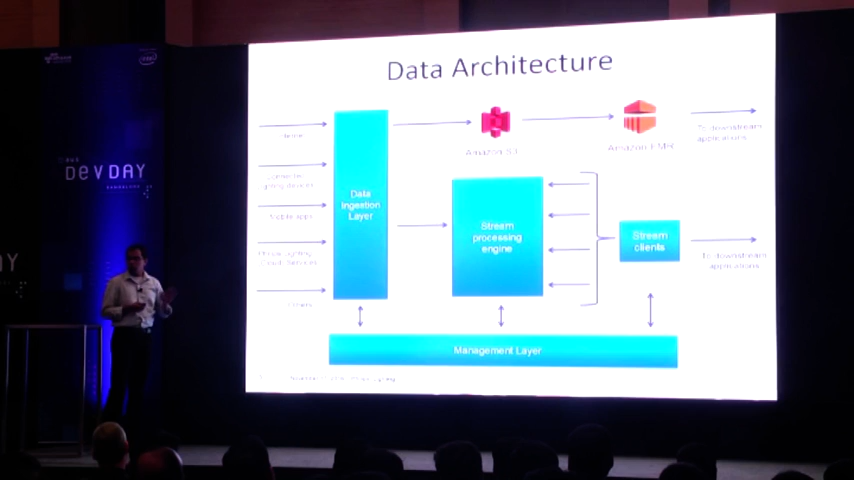 Data Architecture
DEVDAY
Amazon S3
Amazon EMR
To downstream
applications
Data
Ingestion
Layer
Mobile apps
Stream
processing
engine
Stream
clients
To downstream
applications
Others
Management Layer